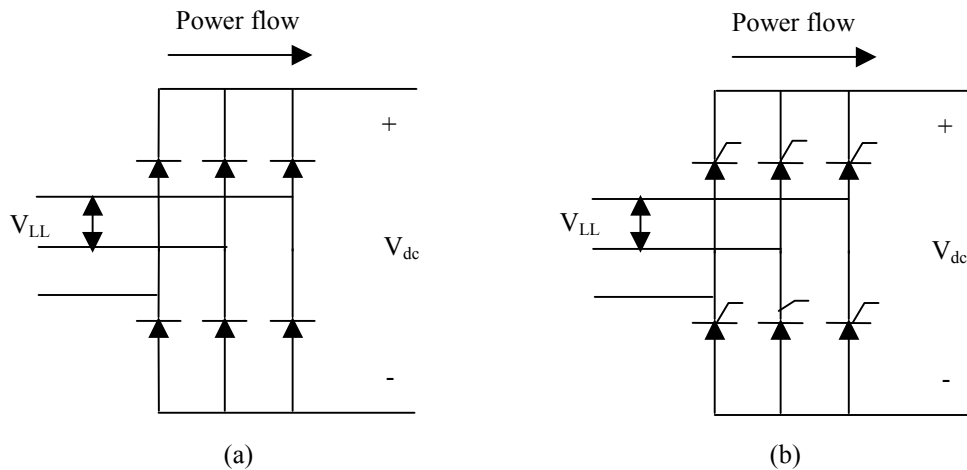 Power flow
+
V_LL
V_dc
-
(a)
Power flow
+
V_LL
V_dc
-
(b)